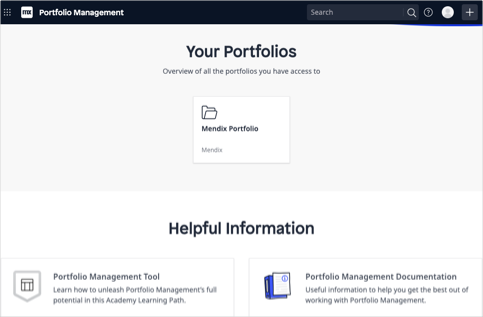 mx Portfolio Management Search
Your Portfolios
Overview of all the portfolios you have access to
Mendix Portfolio
Mendix
Helpful Information
Portfolio Management Tool
Learn how to unleash Portfolio Management's full
potential in this Academy Learning Path.
Portfolio Management Documentation
Useful information to help you get the best out of
working with Portfolio Management.